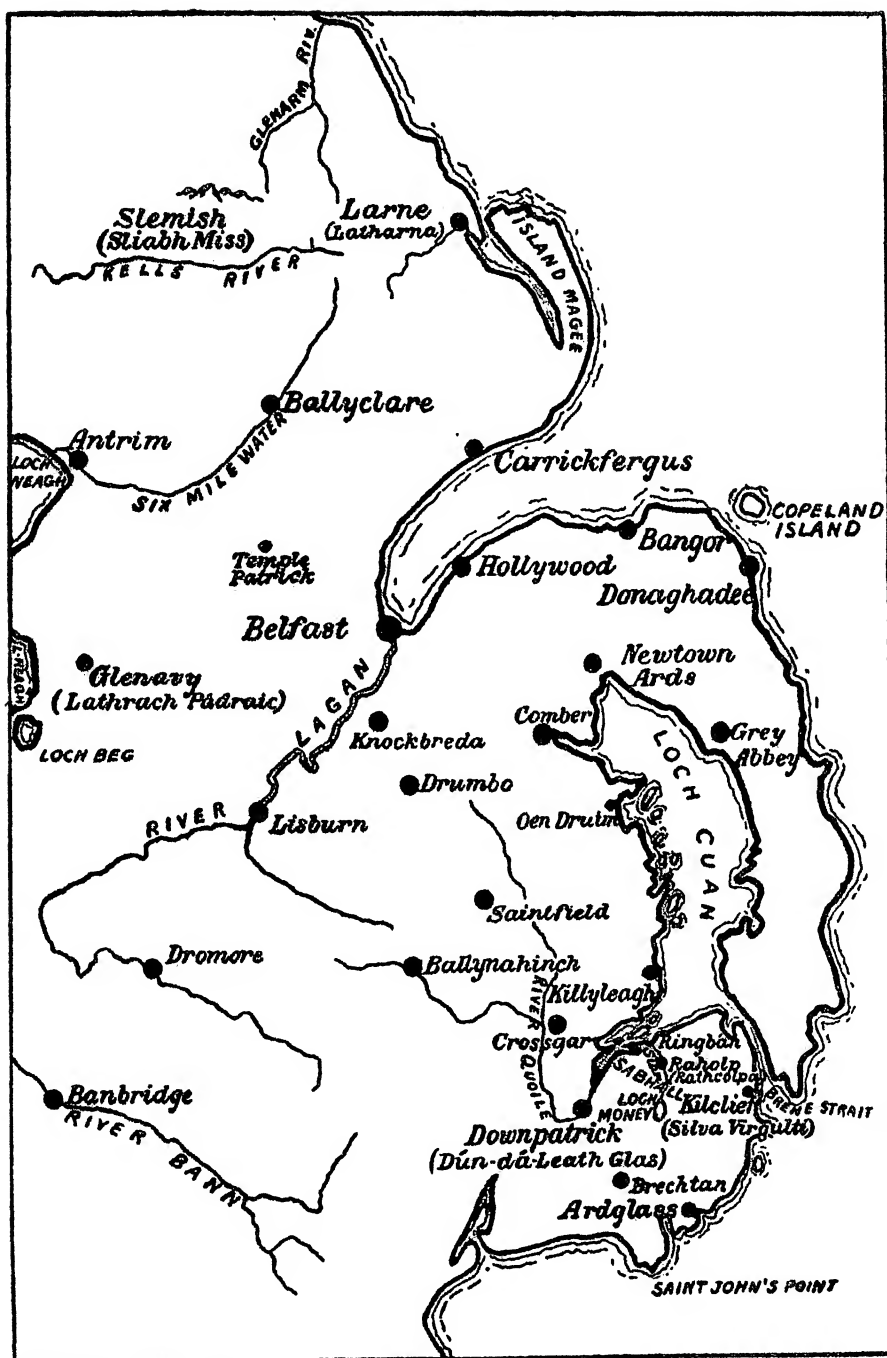 GLENARM RIV.
Slemish
(Sliabh Miss)
Larne
(Latharna)
ISLAND MAGEE
KELLS RIVER
Ballyclare
Antrim
LOCH
NEAGH
SIX MILE WATER
Carrickfergus
COPELAND
ISLAND
Bangor
Temple
Patrick
Hollywood
Donaghadee
Belfast
Glenavy
(Lathrach Pádraic)
LOCH BEG
LAGAN
RIVER
Newtown
Ards
Knockbreda
Comber
Grey
Abbey
LOCH CUAN
Drumbo
Lisburn
Oen Druim
Saintfield
Dromore
Ballynahinch
Killyleagh
RIVER QUOILE
Crossgar
Ringbán
Raholp
(Rathcolpa)
SABHALL
LOCH
MONEY
Kilclief
(Silva Virgulti)
BRENE STRAIT
Banbridge
RIVER BANN
Downpatrick
(Dún-dá-Leath Glas)
Brechtan
Ardglass
SAINT JOHN'S POINT